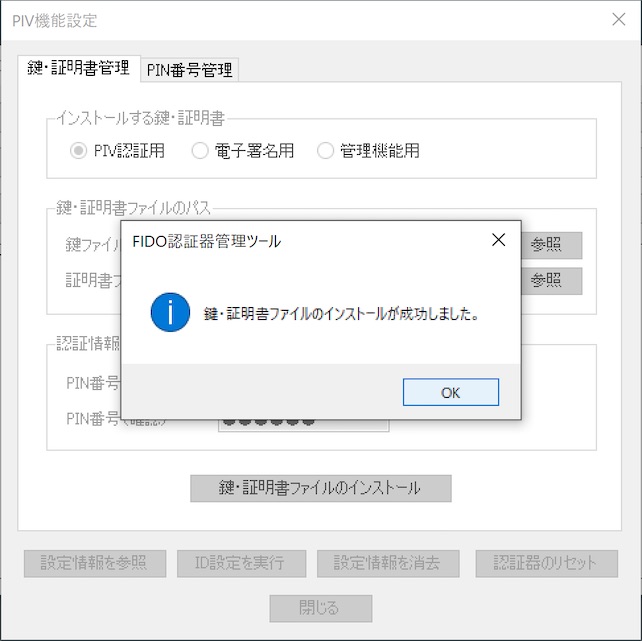 PIV機能設定
鍵・証明書管理 PIN番号管理
インストールする鍵・証明書
PIV認証用 電子署名用 管理機能用
鍵・証明書ファイルのパス
鍵ファイル 参照
証明書フ 参照
FIDO認証器管理ツール
鍵・証明書ファイルのインストールが成功しました。
OK
認証情報
PIN番号
PIN番号(確認)
鍵・証明書ファイルのインストール
設定情報を参照 ID設定を実行 設定情報を消去 認証器のリセット
閉じる